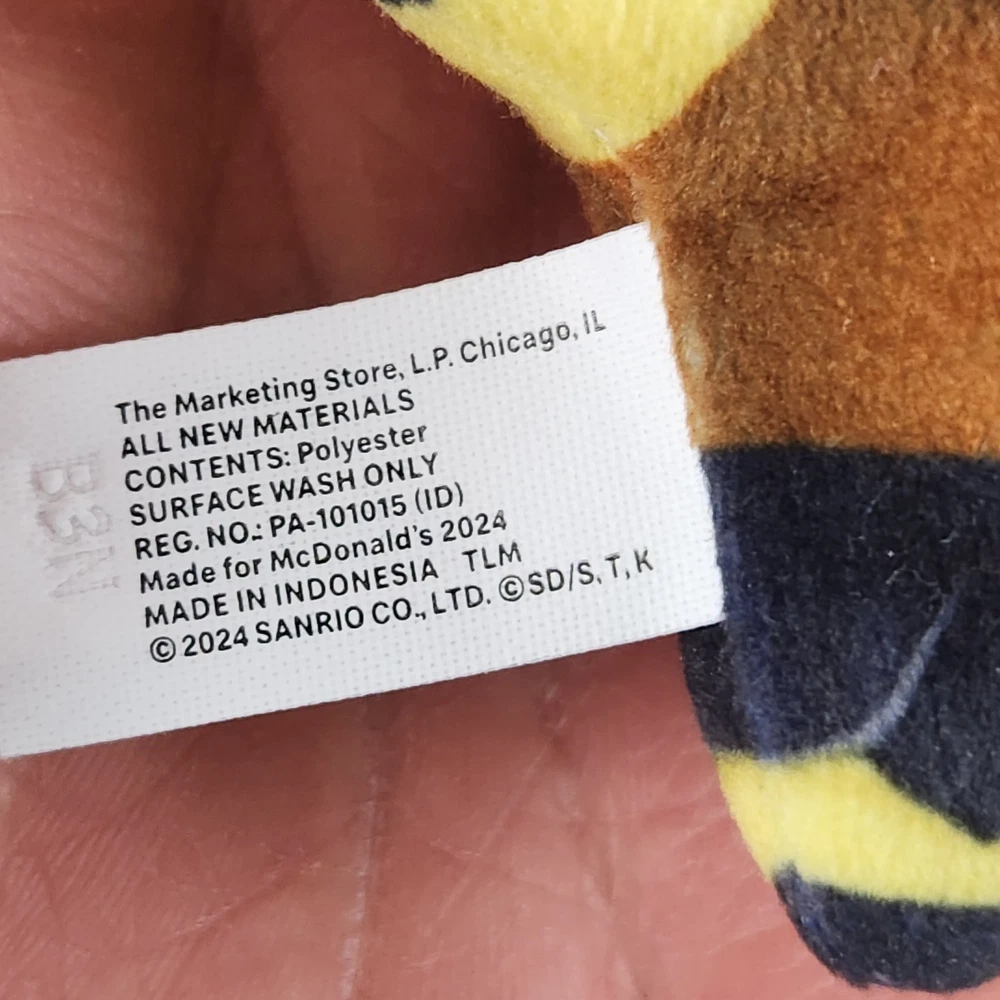 The Marketing Store, L.P. Chicago, IL
ALL NEW MATERIALS
CONTENTS: Polyester
SURFACE WASH ONLY
REG. NO.: PA-101015 (ID)
Made for McDonald's 2024
MADE IN INDONESIA TLM
© 2024 SANRIO CO., LTD. ©SD/S, T, K
B3N